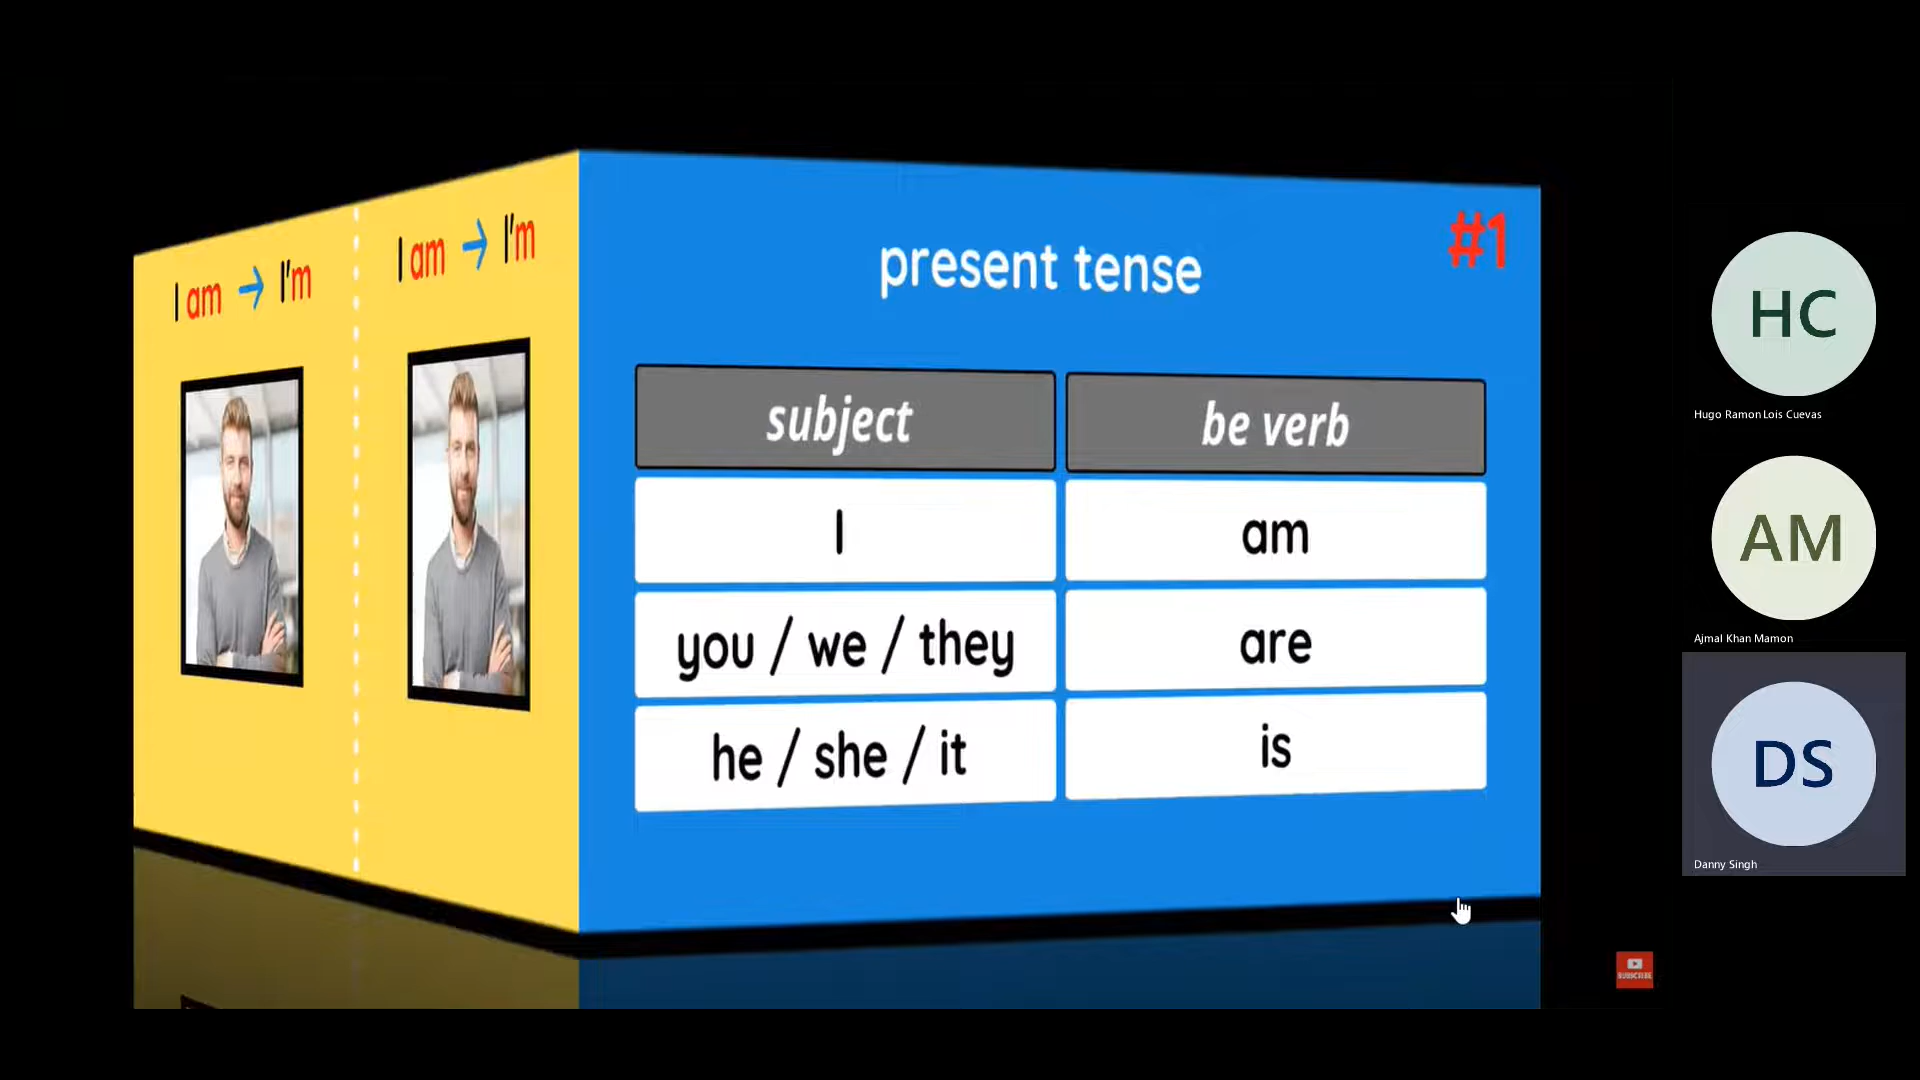 I am → I'm
I am → I'm
present tense
#1
subject
be verb
I
am
you / we / they
are
he / she / it
is
HC
Hugo Ramon Lois Cuevas
AM
Ajmal Khan Mamon
DS
Danny Singh
SUBSCRIBE